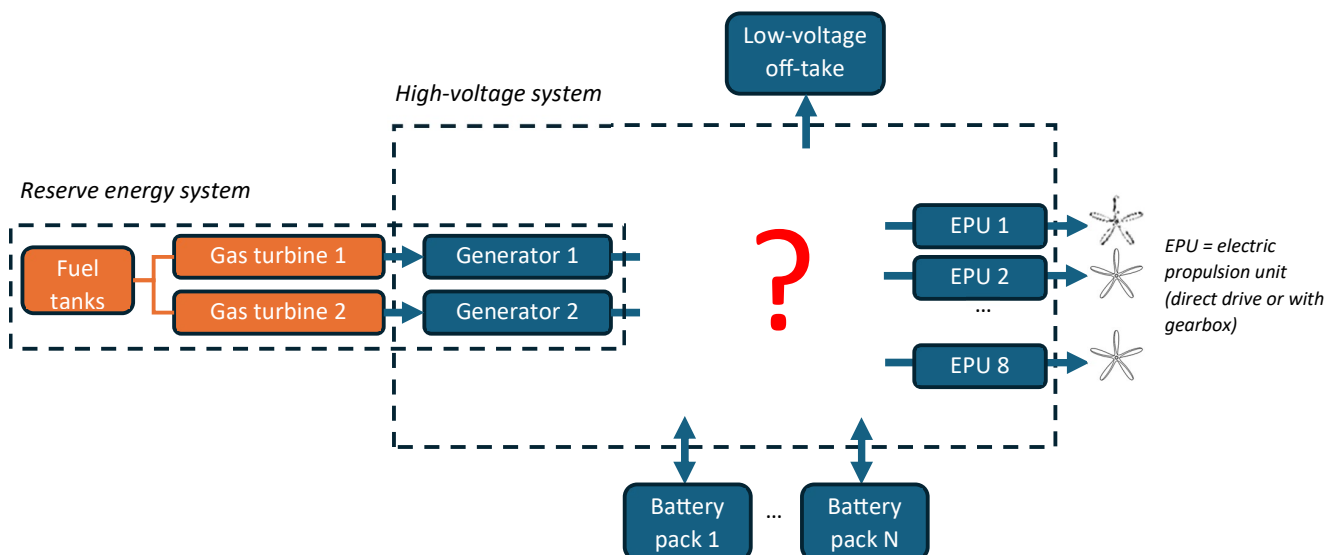 Low-voltage
off-take
High-voltage system
Reserve energy system
Fuel
tanks
Gas turbine 1
Generator 1
Gas turbine 2
Generator 2
?
EPU 1
EPU 2
...
EPU 8
EPU = electric
propulsion unit
(direct drive or with
gearbox)
Battery
pack 1
...
Battery
pack N